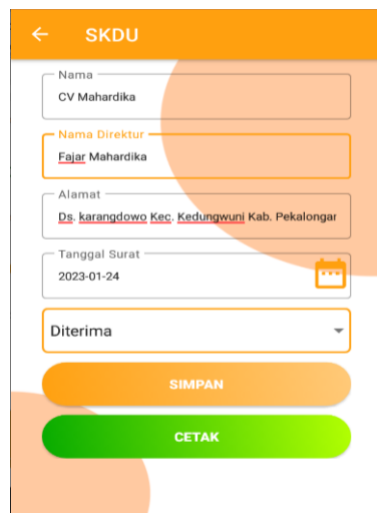 SKDU
Nama
CV Mahardika
Nama Direktur
Fajar Mahardika
Alamat
Ds. karangdowo Kec. Kedungwuni Kab. Pekalongar
Tanggal Surat
2023-01-24
Diterima
SIMPAN
CETAK